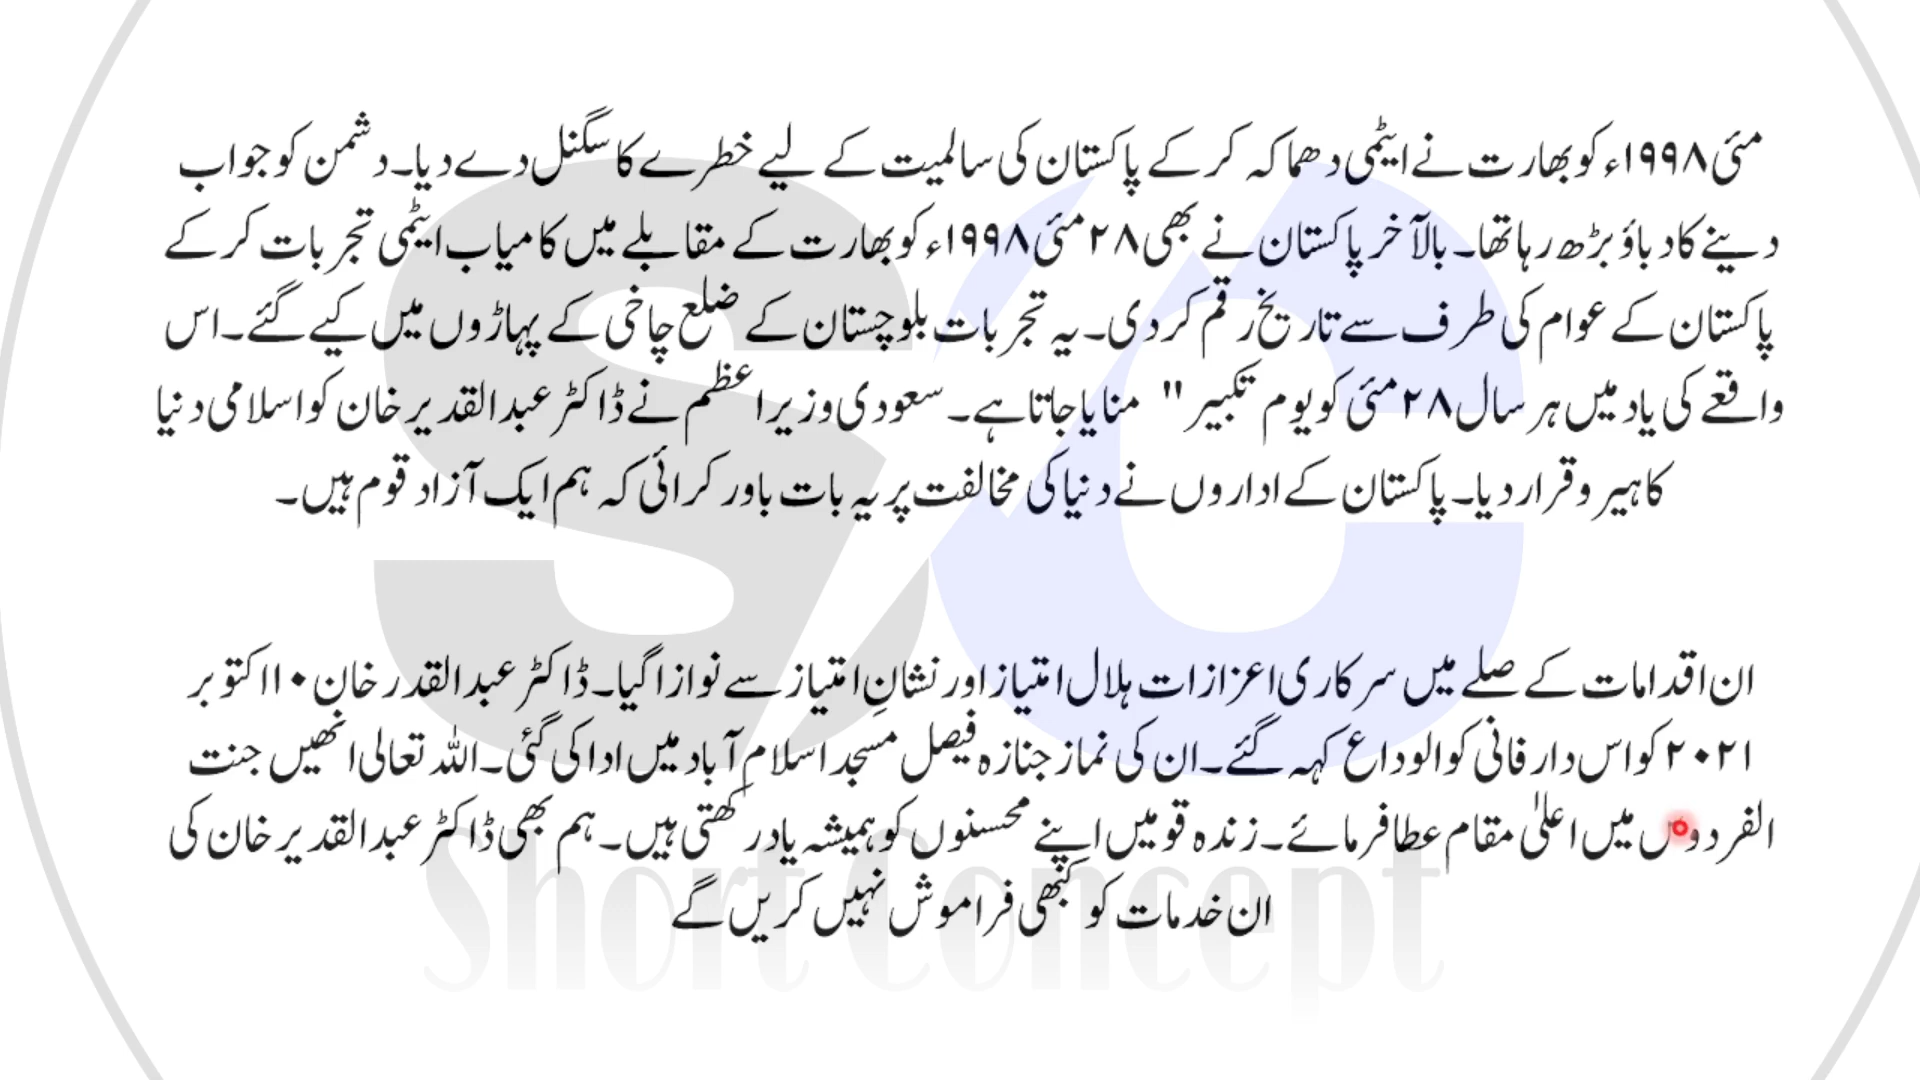 مئی ۱۹۹۸ء کو بھارت نے ایٹمی دھماکہ کر کے پاکستان کی سالمیت کے لیے خطرے کا سگنل دے دیا۔ دشمن کو جواب
دینے کا دباؤ بڑھ رہا تھا۔ بالآخر پاکستان نے بھی ۲۸ مئی ۱۹۹۸ء کو بھارت کے مقابلے میں کامیاب ایٹمی تجربات کر کے
پاکستان کے عوام کی طرف سے تاریخ رقم کر دی۔ یہ تجربات بلوچستان کے ضلع چاخی کے پہاڑوں میں کیے گئے۔ اس
واقعے کی یاد میں ہر سال ۲۸ مئی کو یوم تکبیر " منایا جاتا ہے۔ سعودی وزیر اعظم نے ڈاکٹر عبدالقدیر خان کو اسلامی دنیا
کا ہیرو قرار دیا۔ پاکستان کے اداروں نے دنیا کی مخالفت پر یہ بات باور کرائی کہ ہم ایک آزاد قوم ہیں۔
ان اقدامات کے صلے میں سرکاری اعزازات ہلال امتیاز اور نشانِ امتیاز سے نوازا گیا۔ ڈاکٹر عبدالقدر خان ۱۰ اکتوبر
۲۰۲۱ کو اس دار فانی کو الوداع کہہ گئے۔ ان کی نماز جنازہ فیصل مسجد اسلام ِآباد میں ادا کی گئی۔ اللہ تعالی انھیں جنت
الفردوس میں اعلیٰ مقام عطا فرمائے۔ زندہ قومیں اپنے محسنوں کو ہمیشہ یاد رکھتی ہیں۔ ہم بھی ڈاکٹر عبدالقدیر خان کی
ان خدمات کو کبھی فراموش نہیں کریں گے
SC
Short Concept